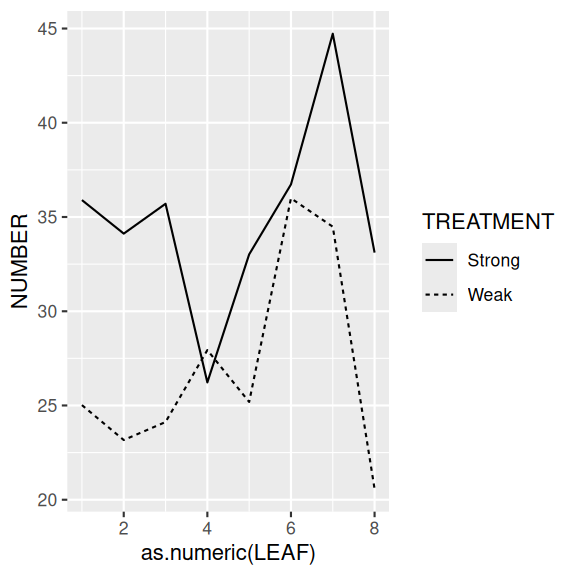 45
40
35
30
25
20
NUMBER
2 4 6 8
as.numeric(LEAF)
TREATMENT
Strong
Weak